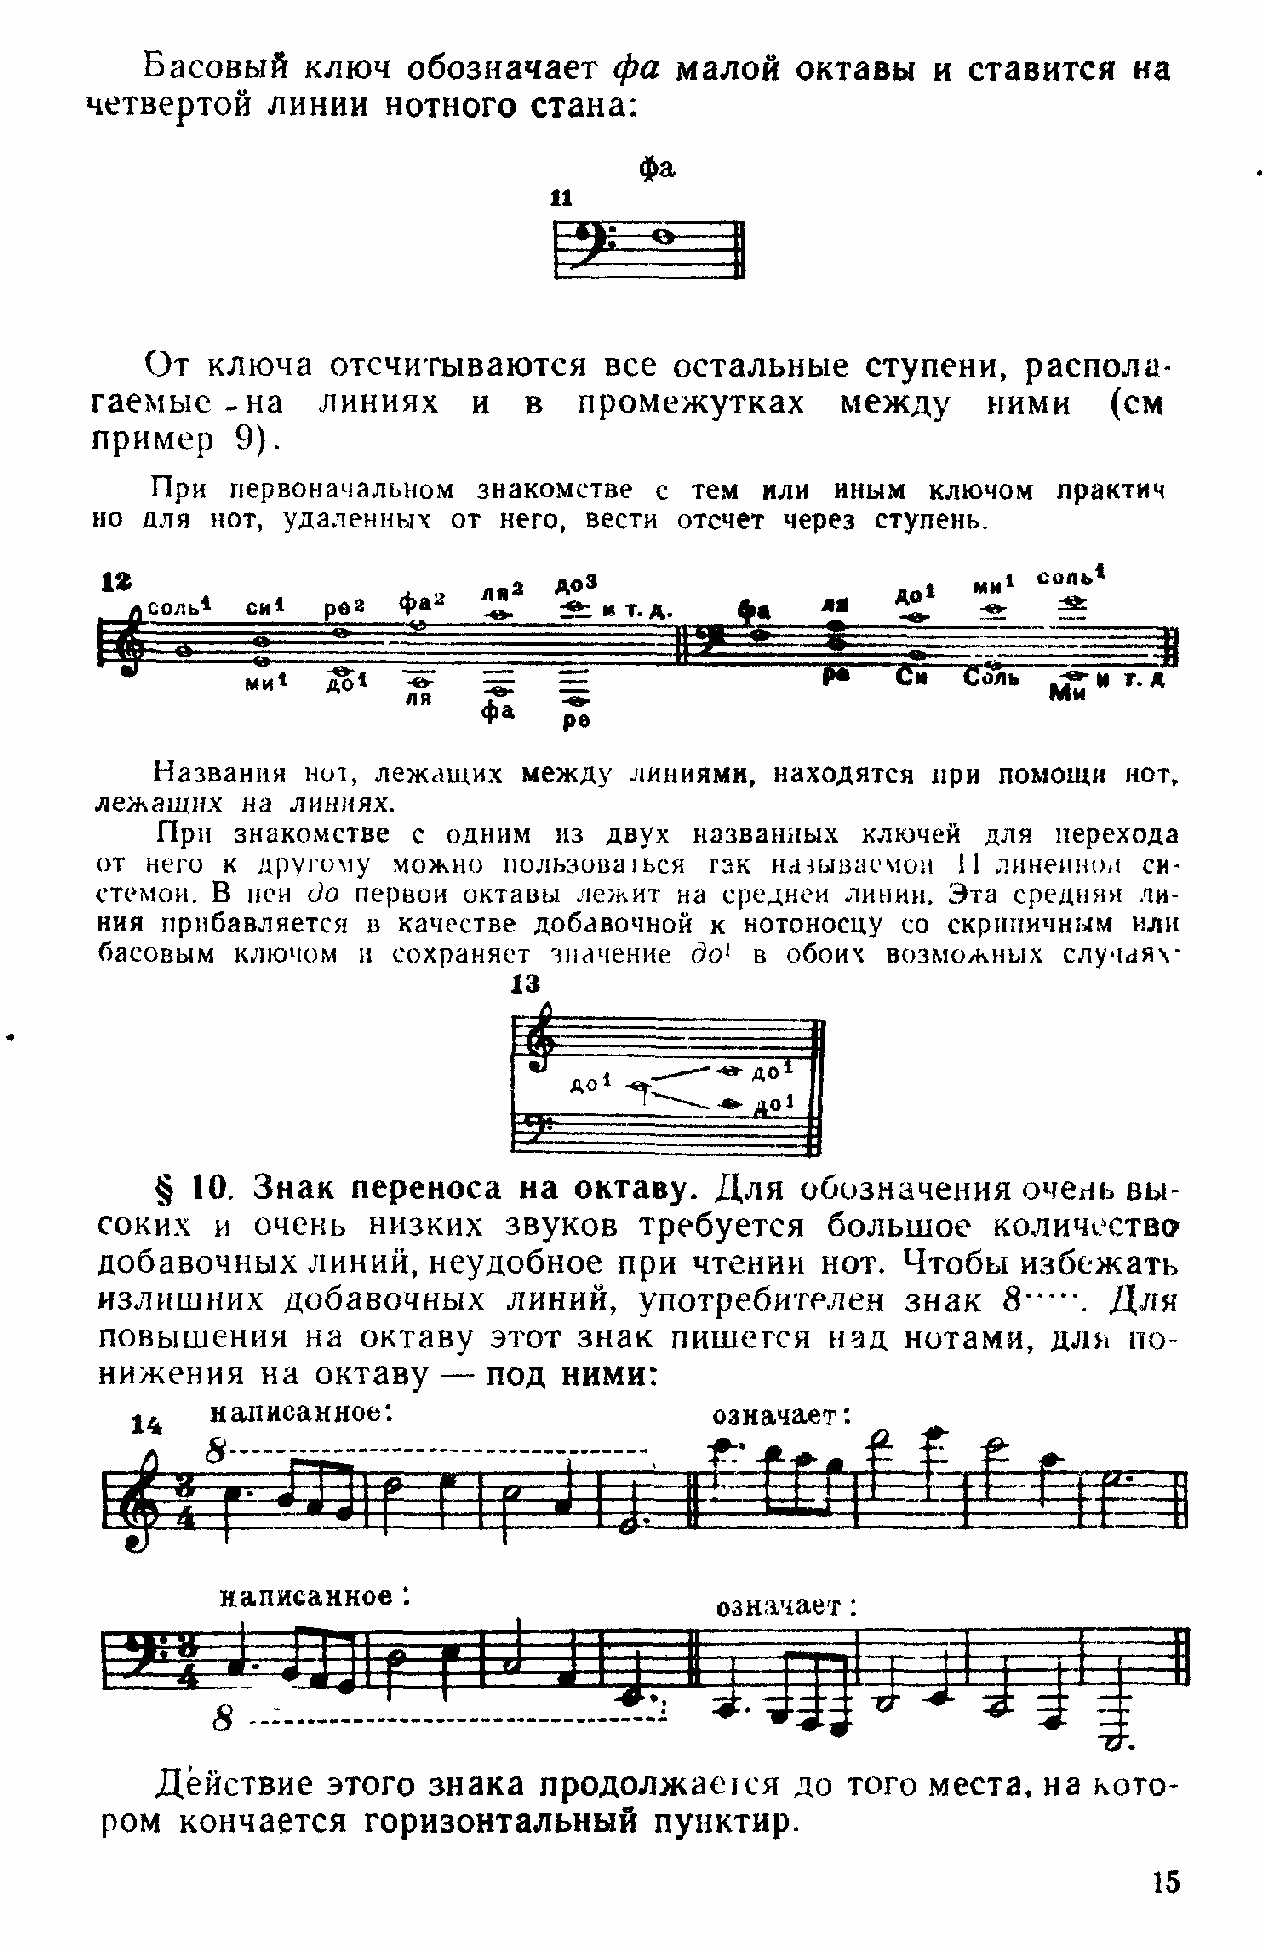 Басовый ключ обозначает фа малой октавы и ставится на
четвертой линии нотного стана:
фа
11
От ключа отсчитываются все остальные ступени, распола-
гаемые - на линиях и в промежутках между ними (см
пример 9).
При первоначальном знакомстве с тем или иным ключом практич
но для нот, удаленных от него, вести отсчет через ступень.
12
соль¹ си¹ ре² фа² ля² до³ и т. д. фа ля до¹ ми¹ соль¹
ми¹ до¹ ля фа ре ре Си Соль Ми и т. д
Названия нот, лежащих между линиями, находятся при помощи нот,
лежащих на линиях.
При знакомстве с одним из двух названных ключей для перехода
от него к другому можно пользоваться так называемой 11 линейной си-
стемой. В ней до первой октавы лежит на средней линии. Эта средняя ли-
ния прибавляется в качестве добавочной к нотоносцу со скрипичным или
басовым ключом и сохраняет значение до¹ в обоих возможных случаях·
13
до¹ до¹
до¹
§ 10. Знак переноса на октаву. Для обозначения очень вы-
соких и очень низких звуков требуется большое количество
добавочных линий, неудобное при чтении нот. Чтобы избежать
излишних добавочных линий, употребителен знак 8·····. Для
повышения на октаву этот знак пишется над нотами, для по-
нижения на октаву — под ними:
14 написанное: означает:
8
3
4
написанное: означает:
3
4
8
Действие этого знака продолжается до того места, на кото-
ром кончается горизонтальный пунктир.
15